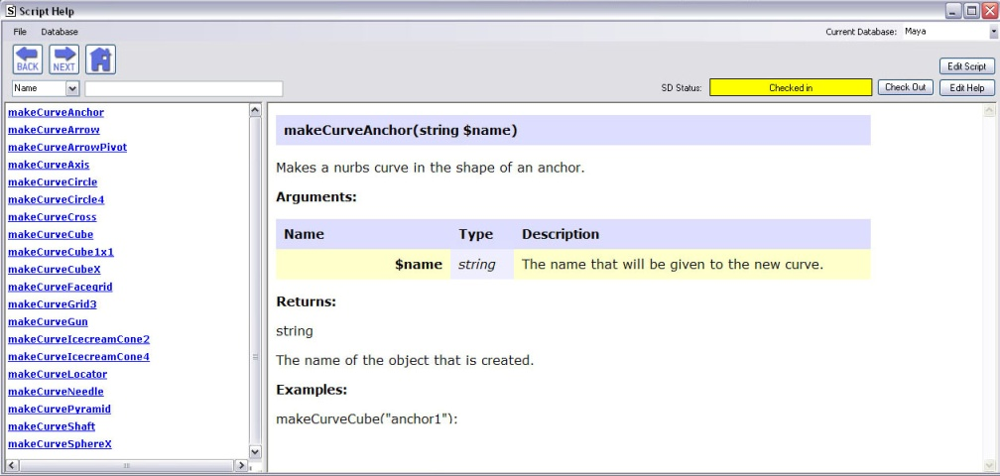 Script Help
File Database Current Database: Maya
BACK NEXT Edit Script
Name SD Status: Checked in Check Out Edit Help
makeCurveAnchor
makeCurveArrow
makeCurveArrowPivot
makeCurveAxis
makeCurveCircle
makeCurveCircle4
makeCurveCross
makeCurveCube
makeCurveCube1x1
makeCurveCubeX
makeCurveFacegrid
makeCurveGrid3
makeCurveGun
makeCurveIcecreamCone2
makeCurveIcecreamCone4
makeCurveLocator
makeCurveNeedle
makeCurvePyramid
makeCurveShaft
makeCurveSphereX
makeCurveAnchor(string $name)
Makes a nurbs curve in the shape of an anchor.
Arguments:
Name Type Description
$name string The name that will be given to the new curve.
Returns:
string
The name of the object that is created.
Examples:
makeCurveCube("anchor1");